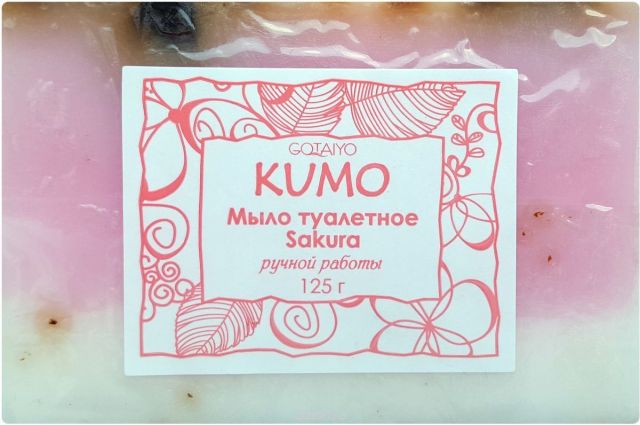 GOTAIYO
KUMO
Мыло туалетное
Sakura
ручной работы
125 г